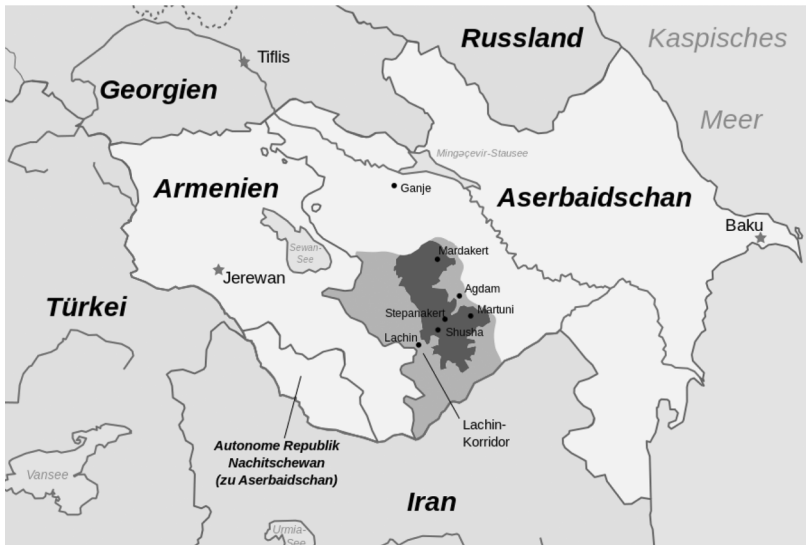 Russland
Kaspisches
Meer
Tiflis
Georgien
Mingəçevir-Stausee
Armenien
Ganje
Aserbaidschan
Baku
Sewan-
See
Mardakert
Jerewan
Agdam
Türkei
Stepanakert
Martuni
Shusha
Lachin
Lachin-
Korridor
Autonome Republik
Nachitschewan
(zu Aserbaidschan)
Vansee
Iran
Urmia-
See